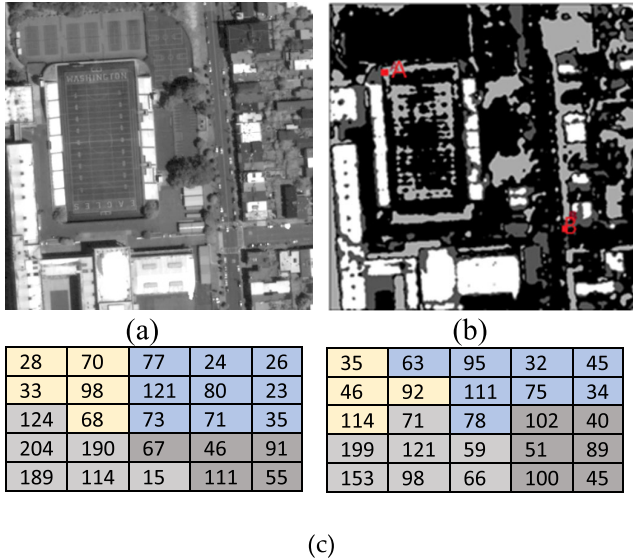 WASHINGTON
EAGLES
A
B
(a)
(b)
28 70 77 24 26
33 98 121 80 23
124 68 73 71 35
204 190 67 46 91
189 114 15 111 55
35 63 95 32 45
46 92 111 75 34
114 71 78 102 40
199 121 59 51 89
153 98 66 100 45
(c)